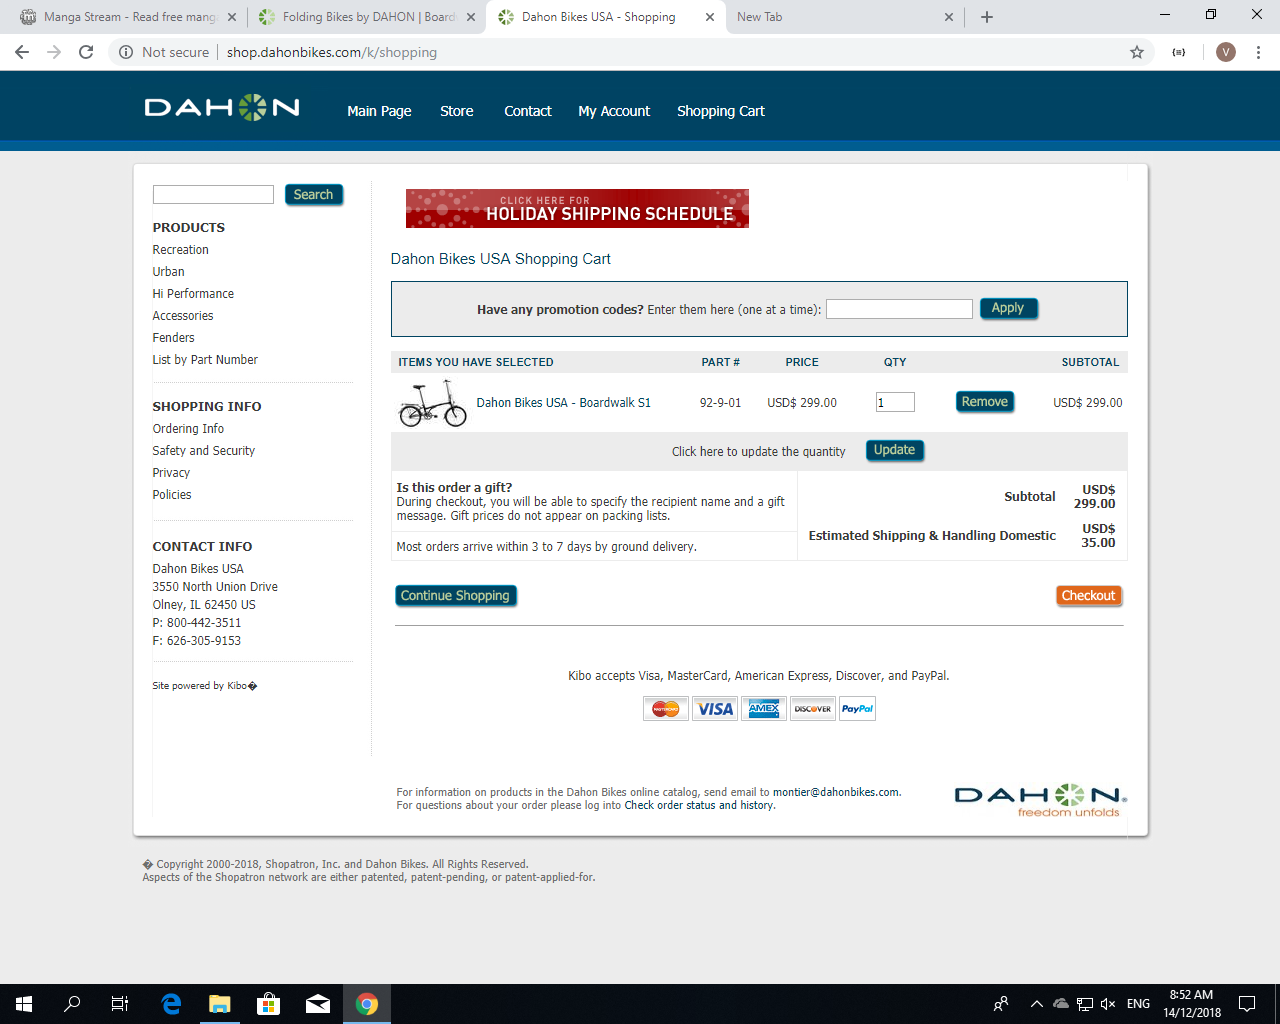 Manga Stream - Read free mang
Folding Bikes by DAHON | Board
Dahon Bikes USA - Shopping
New Tab
Not secure
shop.dahonbikes.com/k/shopping
V
DAHON
Main Page
Store
Contact
My Account
Shopping Cart
Search
PRODUCTS
Recreation
Urban
Hi Performance
Accessories
Fenders
List by Part Number
SHOPPING INFO
Ordering Info
Safety and Security
Privacy
Policies
CONTACT INFO
Dahon Bikes USA
3550 North Union Drive
Olney, IL 62450 US
P: 800-442-3511
F: 626-305-9153
Site powered by Kibo�
CLICK HERE FOR
HOLIDAY SHIPPING SCHEDULE
Dahon Bikes USA Shopping Cart
Have any promotion codes? Enter them here (one at a time):
Apply
ITEMS YOU HAVE SELECTED PART # PRICE QTY SUBTOTAL
Dahon Bikes USA - Boardwalk S1 92-9-01 USD$ 299.00 1 Remove USD$ 299.00
Click here to update the quantity Update
Is this order a gift?
During checkout, you will be able to specify the recipient name and a gift
message. Gift prices do not appear on packing lists.
Most orders arrive within 3 to 7 days by ground delivery.
Subtotal USD$
299.00
Estimated Shipping & Handling Domestic USD$
35.00
Continue Shopping
Checkout
Kibo accepts Visa, MasterCard, American Express, Discover, and PayPal.
MASTERCARD VISA AMEX DISCOVER PayPal
For information on products in the Dahon Bikes online catalog, send email to montier@dahonbikes.com.
For questions about your order please log into Check order status and history.
DAHON®
freedom unfolds
� Copyright 2000-2018, Shopatron, Inc. and Dahon Bikes. All Rights Reserved.
Aspects of the Shopatron network are either patented, patent-pending, or patent-applied-for.
ENG
8:52 AM
14/12/2018